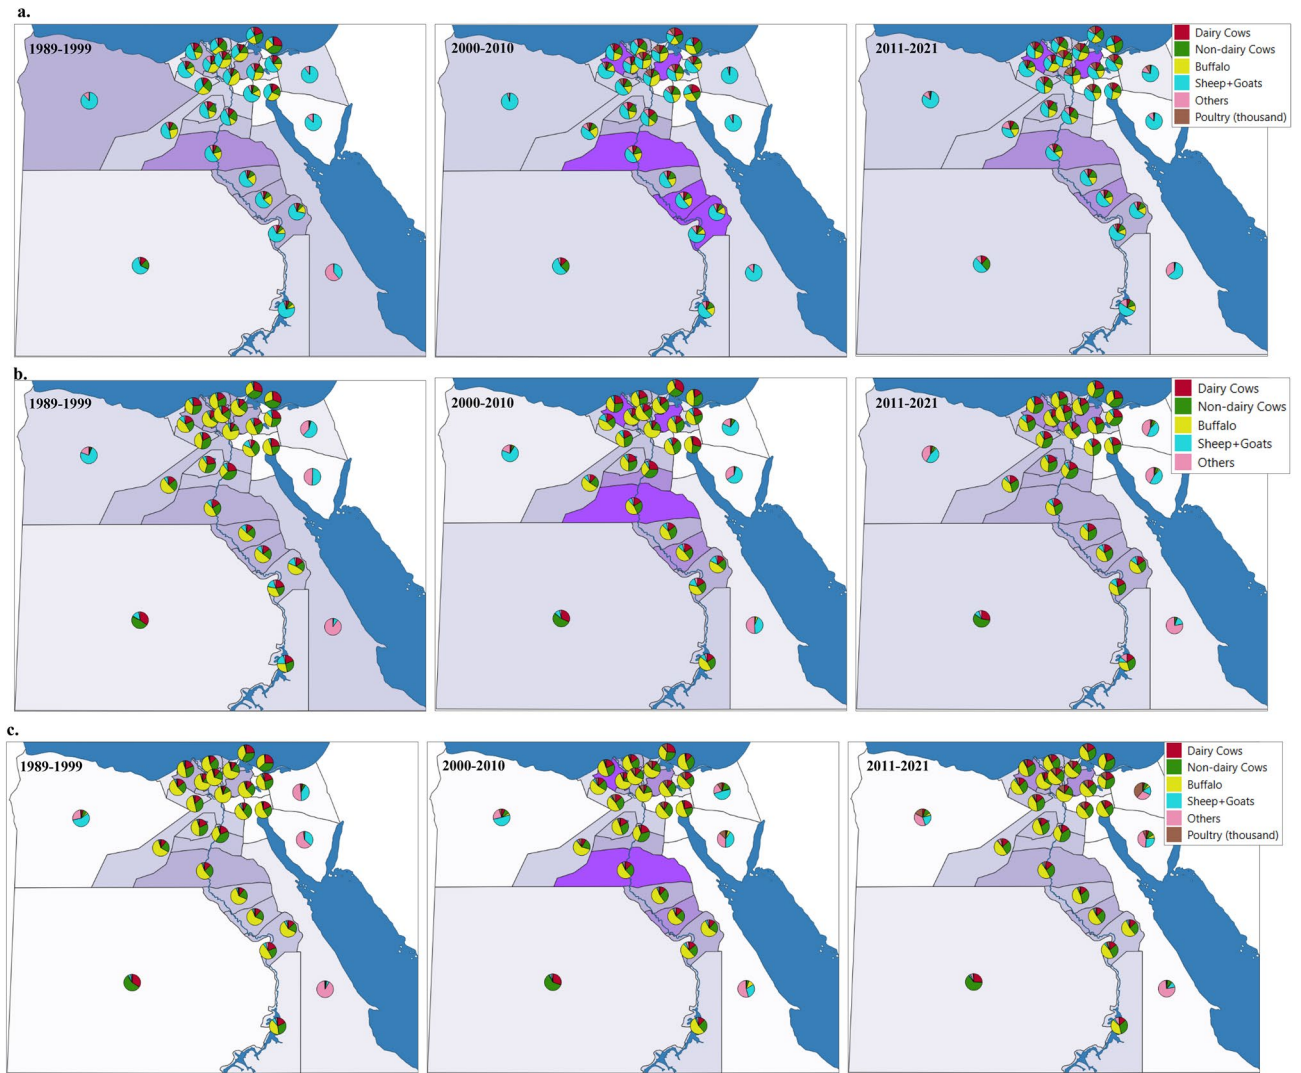 a.
1989-1999
2000-2010
2011-2021
Dairy Cows
Non-dairy Cows
Buffalo
Sheep+Goats
Others
Poultry (thousand)
b.
1989-1999
2000-2010
2011-2021
Dairy Cows
Non-dairy Cows
Buffalo
Sheep+Goats
Others
c.
1989-1999
2000-2010
2011-2021
Dairy Cows
Non-dairy Cows
Buffalo
Sheep+Goats
Others
Poultry (thousand)